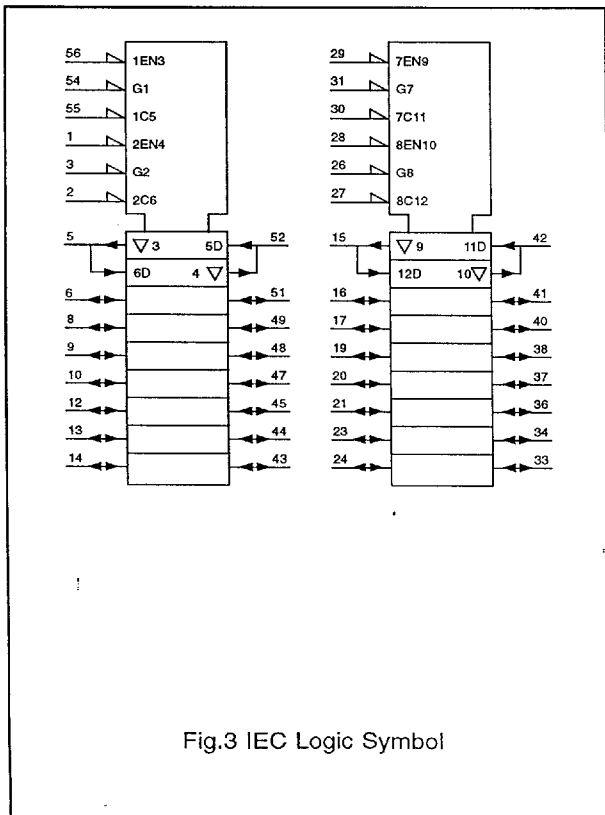 56 1EN3
54 G1
55 1C5
1 2EN4
3 G2
2 2C6
5 ▽ 3 5D 52
6D 4 ▽
6 51
8 49
9 48
10 47
12 45
13 44
14 43
29 7EN9
31 G7
30 7C11
28 8EN10
26 G8
27 8C12
15 ▽ 9 11D 42
12D 10 ▽
16 41
17 40
19 38
20 37
21 36
23 34
24 33
Fig.3 IEC Logic Symbol